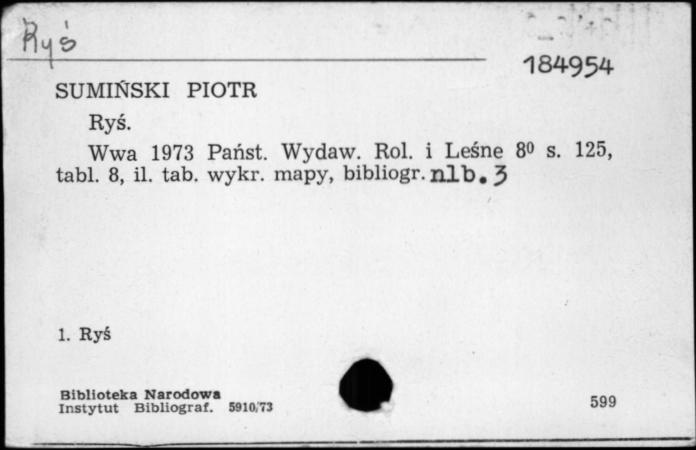 Ryś
184954
SUMIŃSKI PIOTR
Ryś.
Wwa 1973 Państ. Wydaw. Rol. i Leśne 8⁰ s. 125,
tabl. 8, il. tab. wykr. mapy, bibliogr. nlb. 3
1. Ryś
Biblioteka Narodowa
Instytut Bibliograf. 5910/73
599